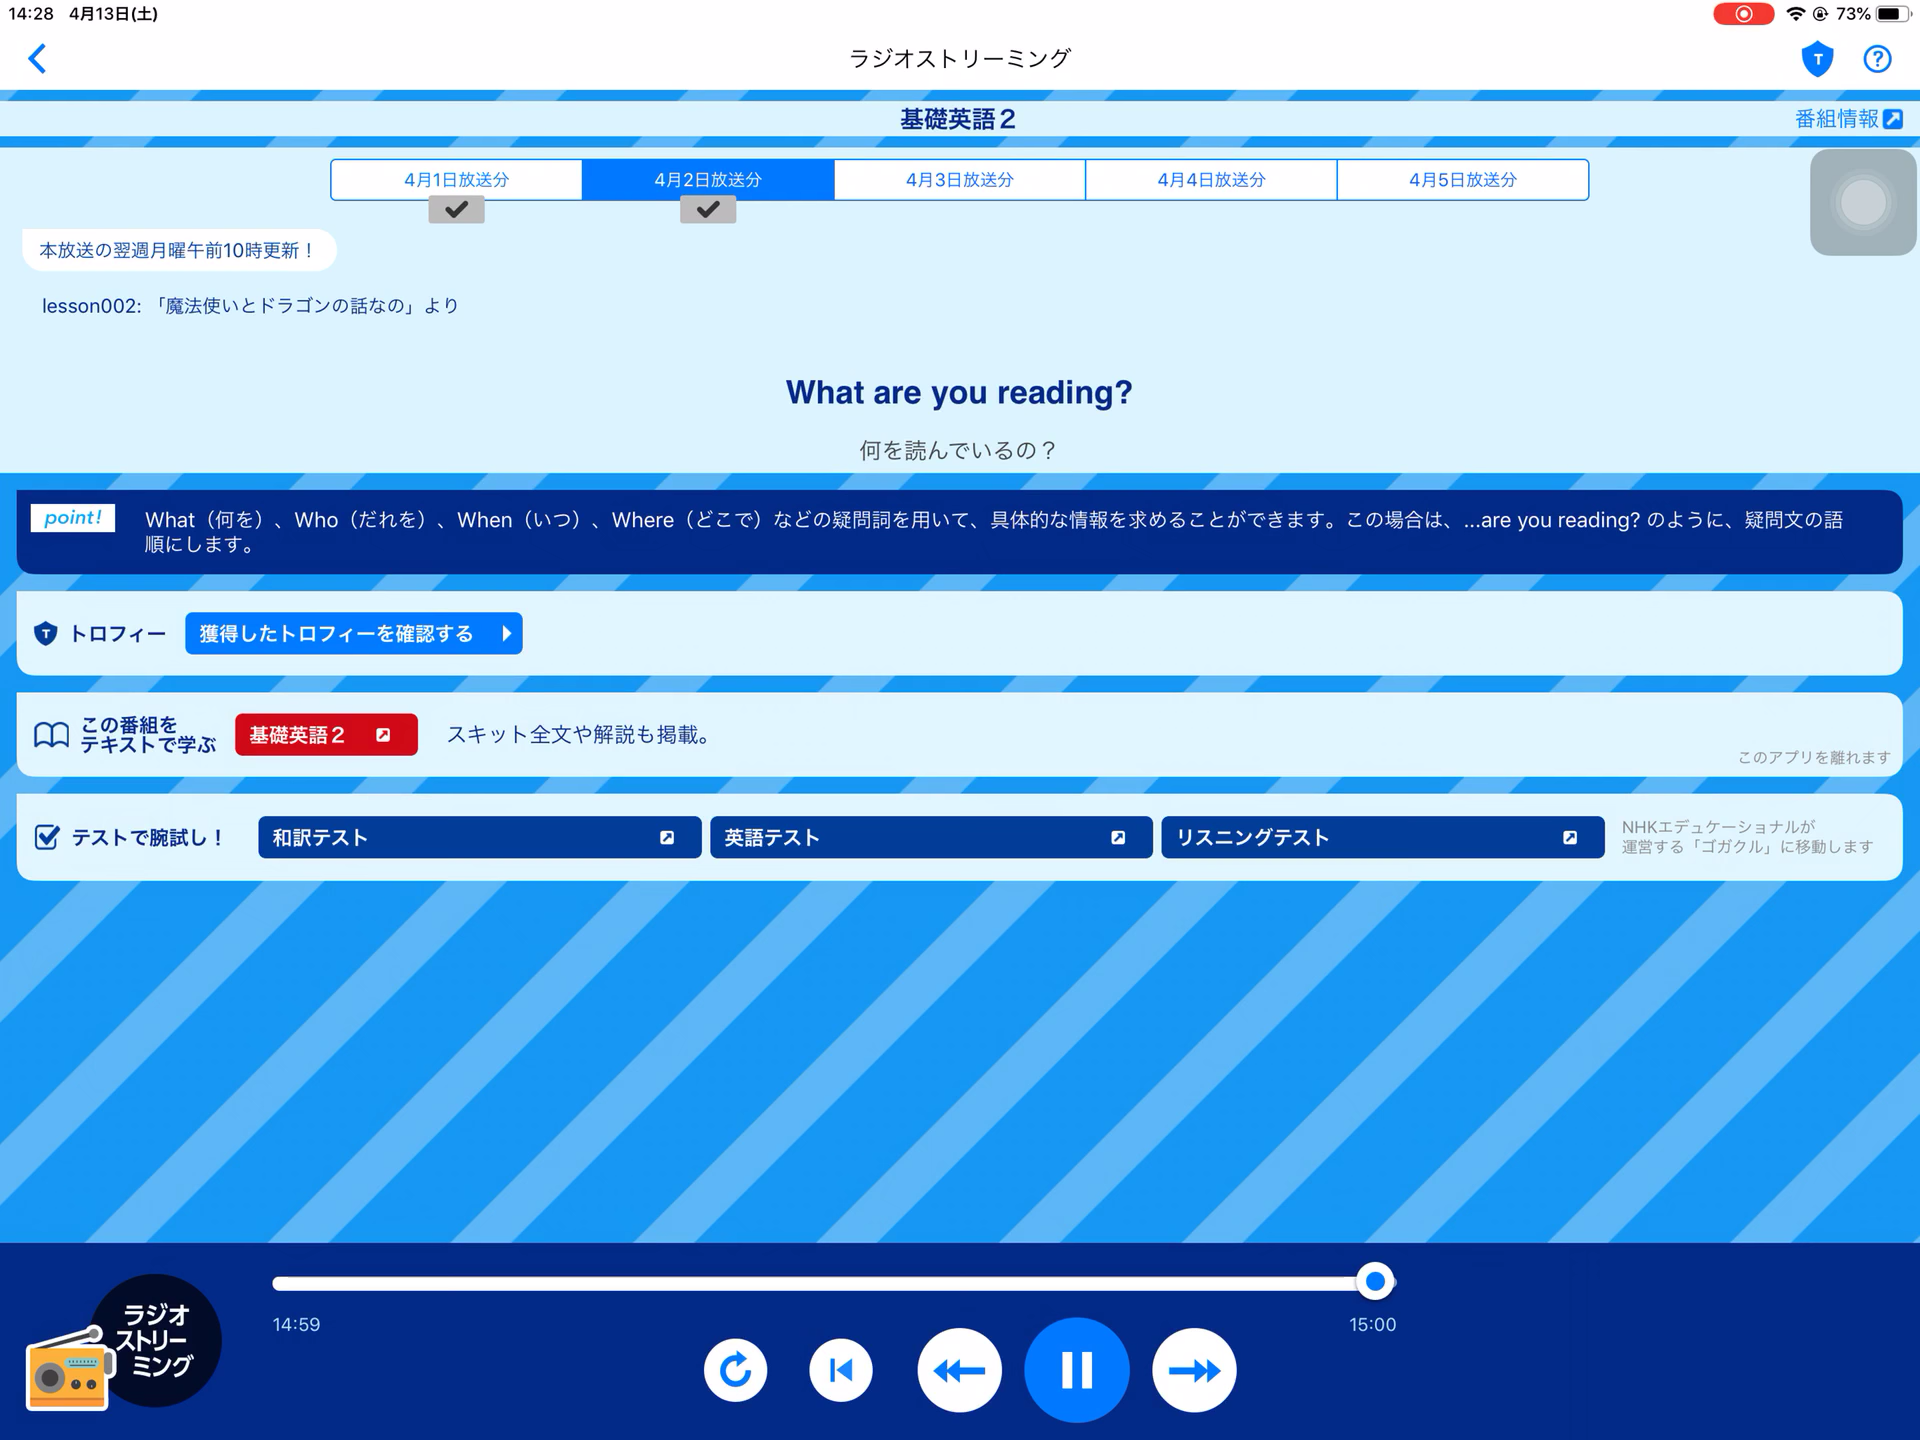 14:28 4月13日(土)
73%
ラジオストリーミング
T
?
基礎英語2
番組情報
4月1日放送分
4月2日放送分
4月3日放送分
4月4日放送分
4月5日放送分
本放送の翌週月曜午前10時更新！
lesson002: 「魔法使いとドラゴンの話なの」より
What are you reading?
何を読んでいるの？
point!
What（何を）、Who（だれを）、When（いつ）、Where（どこで）などの疑問詞を用いて、具体的な情報を求めることができます。この場合は、...are you reading? のように、疑問文の語
順にします。
T トロフィー
獲得したトロフィーを確認する
この番組を
テキストで学ぶ
基礎英語2
スキット全文や解説も掲載。
このアプリを離れます
テストで腕試し！
和訳テスト
英語テスト
リスニングテスト
NHKエデュケーショナルが
運営する「ゴガクル」に移動します
ラジオ
ストリー
ミング
14:59
15:00